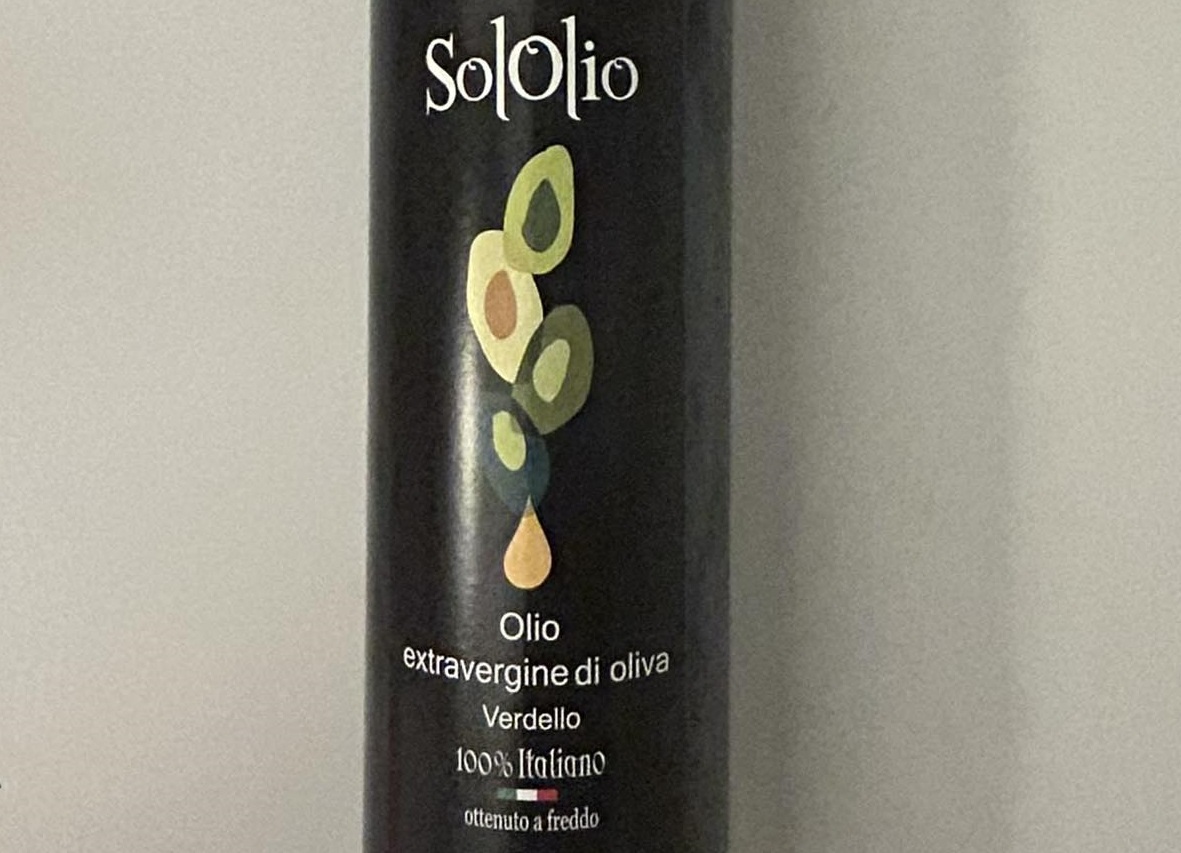 SolOlio
Olio
extravergine di oliva
Verdello
100% Italiano
ottenuto a freddo